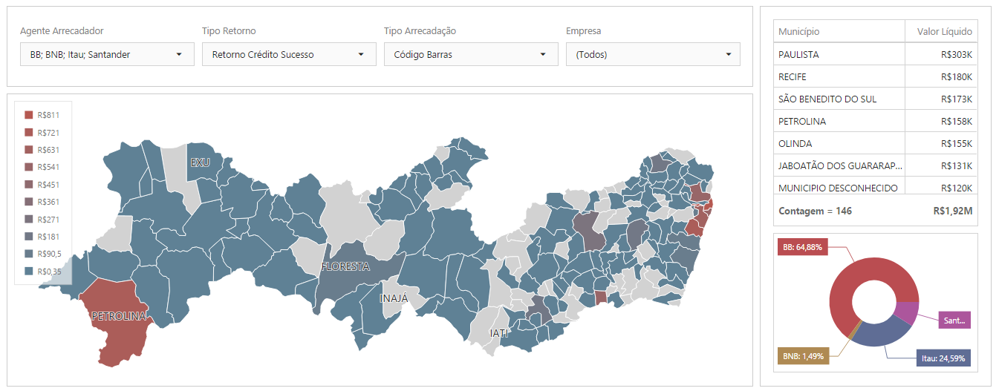 Agente Arrecadador
BB; BNB; Itau; Santander
Tipo Retorno
Retorno Crédito Sucesso
Tipo Arrecadação
Código Barras
Empresa
(Todos)
R$811
R$721
R$631
R$541
R$451
R$361
R$271
R$181
R$90,5
R$0,35
EXU
FLORESTA
INAJÁ
PETROLINA
IATI
Município Valor Líquido
PAULISTA R$303K
RECIFE R$180K
SÃO BENEDITO DO SUL R$173K
PETROLINA R$158K
OLINDA R$155K
JABOATÃO DOS GUARARAP... R$131K
MUNICIPIO DESCONHECIDO R$120K
Contagem = 146 R$1,92M
BB: 64,88%
Sant...
BNB: 1,49%
Itau: 24,59%